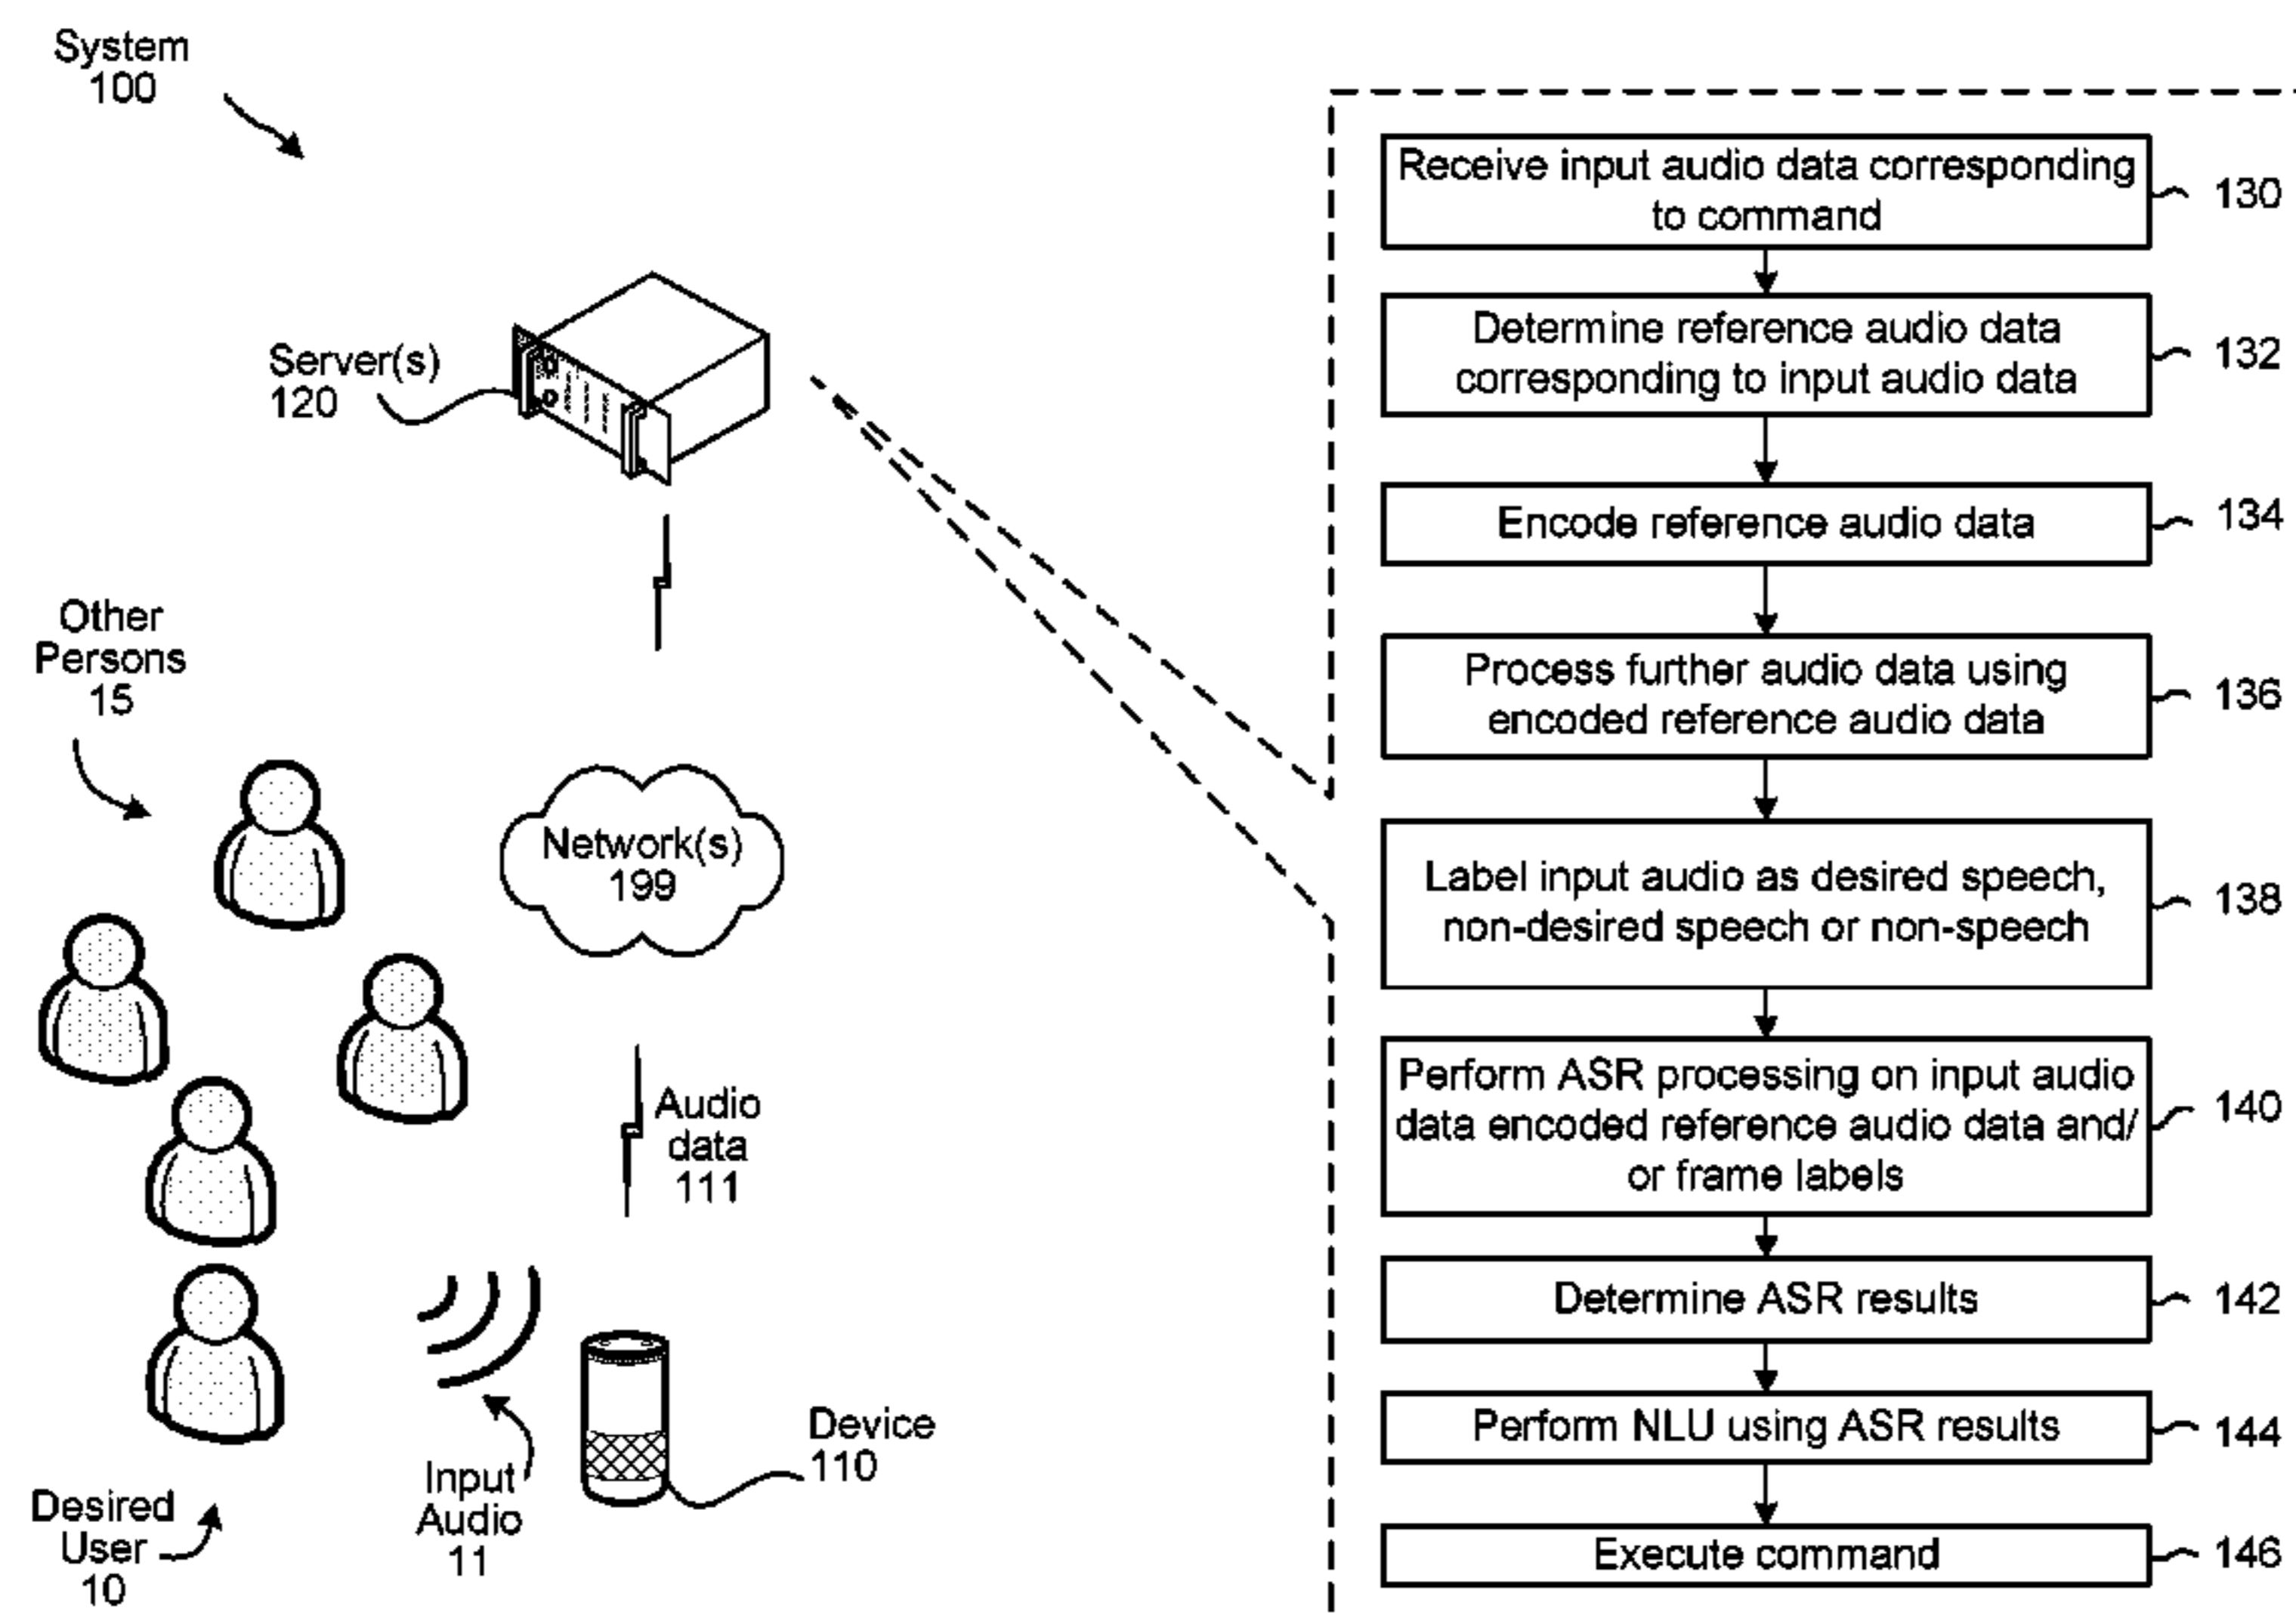 System
100
Server(s)
120
Other
Persons
15
Network(s)
199
Audio
data
111
Device
110
Input
Audio
11
Desired
User
10
Receive input audio data corresponding
to command
130
Determine reference audio data
corresponding to input audio data
132
Encode reference audio data
134
Process further audio data using
encoded reference audio data
136
Label input audio as desired speech,
non-desired speech or non-speech
138
Perform ASR processing on input audio
data encoded reference audio data and/
or frame labels
140
Determine ASR results
142
Perform NLU using ASR results
144
Execute command
146